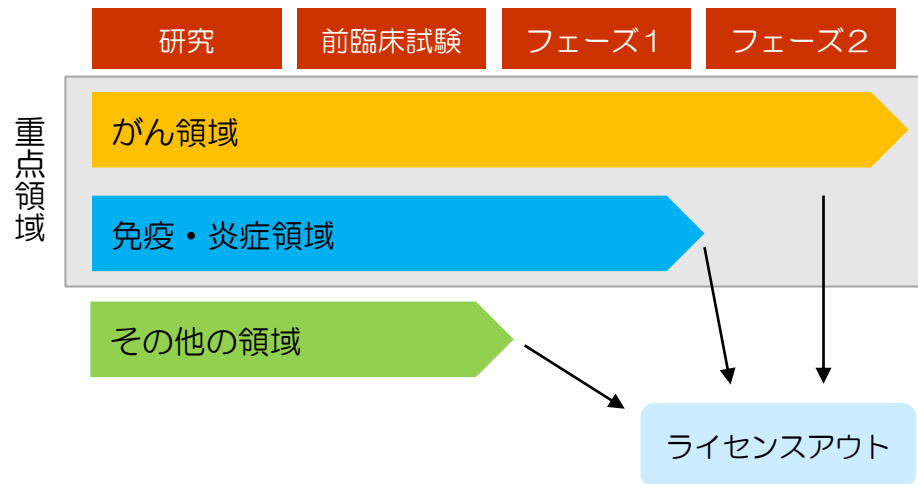 研究
前臨床試験
フェーズ１
フェーズ２
重点領域
がん領域
免疫・炎症領域
その他の領域
ライセンスアウト